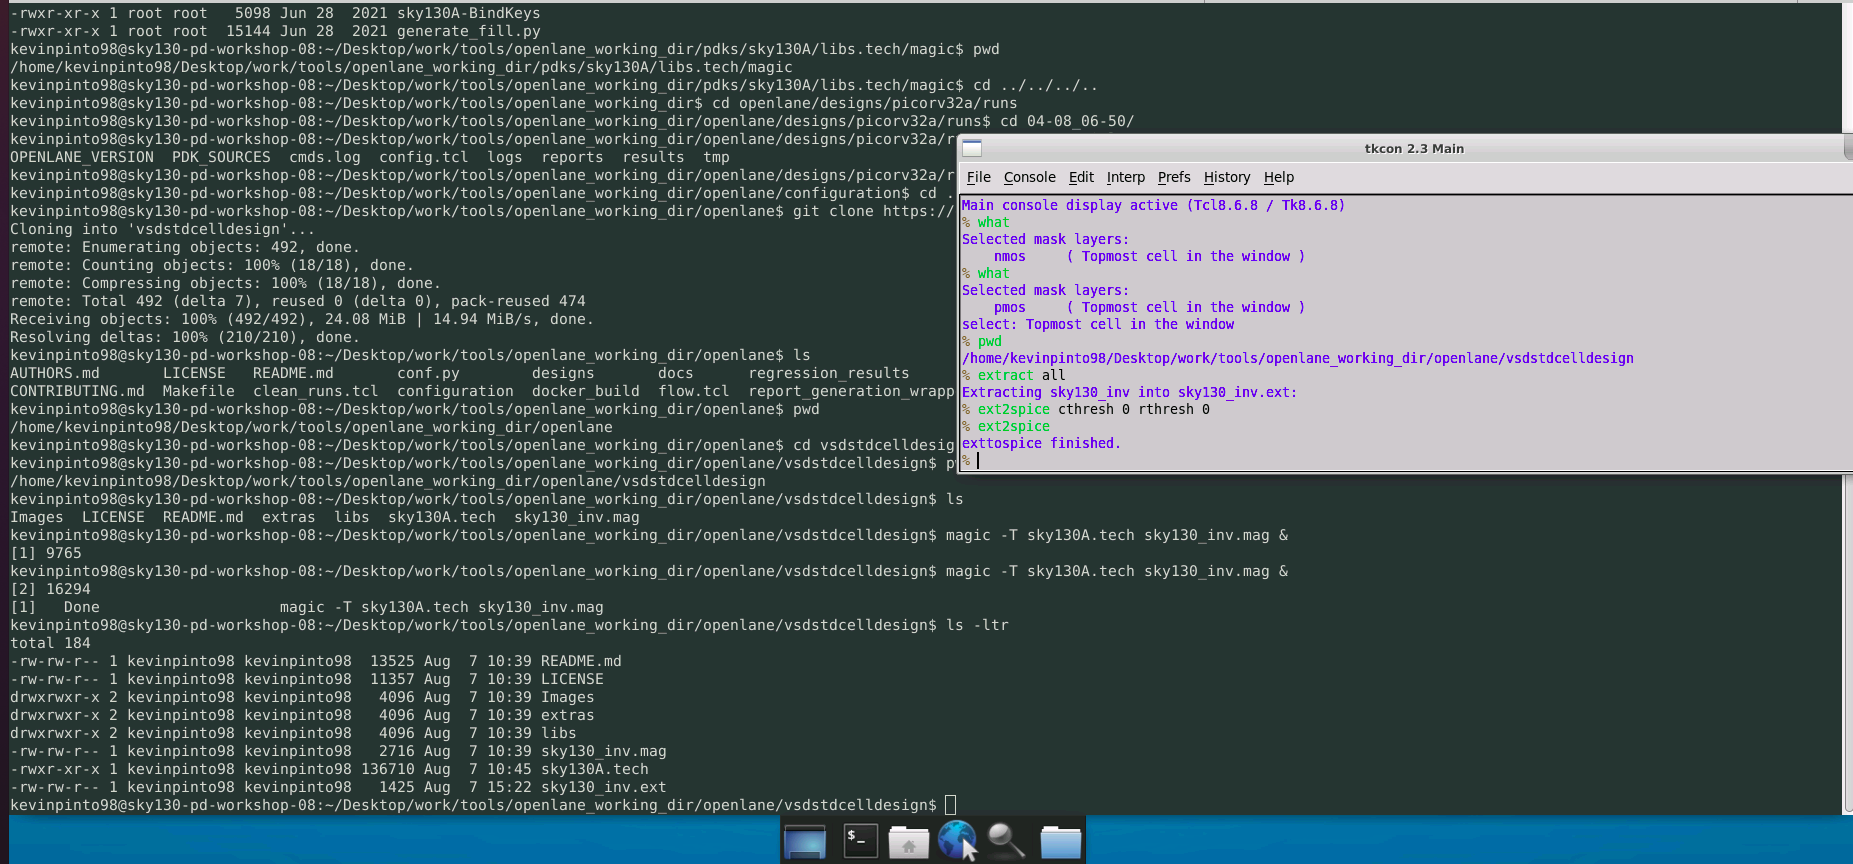 -rwxr-xr-x 1 root root   5098 Jun 28  2021 sky130A-BindKeys
-rwxr-xr-x 1 root root  15144 Jun 28  2021 generate_fill.py
kevinpinto98@sky130-pd-workshop-08:~/Desktop/work/tools/openlane_working_dir/pdks/sky130A/libs.tech/magic$ pwd
/home/kevinpinto98/Desktop/work/tools/openlane_working_dir/pdks/sky130A/libs.tech/magic
kevinpinto98@sky130-pd-workshop-08:~/Desktop/work/tools/openlane_working_dir/pdks/sky130A/libs.tech/magic$ cd ../../../..
kevinpinto98@sky130-pd-workshop-08:~/Desktop/work/tools/openlane_working_dir$ cd openlane/designs/picorv32a/runs
kevinpinto98@sky130-pd-workshop-08:~/Desktop/work/tools/openlane_working_dir/openlane/designs/picorv32a/runs$ cd 04-08_06-50/
kevinpinto98@sky130-pd-workshop-08:~/Desktop/work/tools/openlane_working_dir/openlane/designs/picorv32a/r
OPENLANE_VERSION  PDK_SOURCES  cmds.log  config.tcl  logs  reports  results  tmp
kevinpinto98@sky130-pd-workshop-08:~/Desktop/work/tools/openlane_working_dir/openlane/designs/picorv32a/r
kevinpinto98@sky130-pd-workshop-08:~/Desktop/work/tools/openlane_working_dir/openlane/configuration$ cd .
kevinpinto98@sky130-pd-workshop-08:~/Desktop/work/tools/openlane_working_dir/openlane$ git clone https://
Cloning into 'vsdstdcelldesign'...
remote: Enumerating objects: 492, done.
remote: Counting objects: 100% (18/18), done.
remote: Compressing objects: 100% (18/18), done.
remote: Total 492 (delta 7), reused 0 (delta 0), pack-reused 474
Receiving objects: 100% (492/492), 24.08 MiB | 14.94 MiB/s, done.
Resolving deltas: 100% (210/210), done.
kevinpinto98@sky130-pd-workshop-08:~/Desktop/work/tools/openlane_working_dir/openlane$ ls
AUTHORS.md       LICENSE   README.md       conf.py        designs       docs      regression_results
CONTRIBUTING.md  Makefile  clean_runs.tcl  configuration  docker_build  flow.tcl  report_generation_wrapp
kevinpinto98@sky130-pd-workshop-08:~/Desktop/work/tools/openlane_working_dir/openlane$ pwd
/home/kevinpinto98/Desktop/work/tools/openlane_working_dir/openlane
kevinpinto98@sky130-pd-workshop-08:~/Desktop/work/tools/openlane_working_dir/openlane$ cd vsdstdcelldesig
kevinpinto98@sky130-pd-workshop-08:~/Desktop/work/tools/openlane_working_dir/openlane/vsdstdcelldesign$ p
/home/kevinpinto98/Desktop/work/tools/openlane_working_dir/openlane/vsdstdcelldesign
kevinpinto98@sky130-pd-workshop-08:~/Desktop/work/tools/openlane_working_dir/openlane/vsdstdcelldesign$ ls
Images  LICENSE  README.md  extras  libs  sky130A.tech  sky130_inv.mag
kevinpinto98@sky130-pd-workshop-08:~/Desktop/work/tools/openlane_working_dir/openlane/vsdstdcelldesign$ magic -T sky130A.tech sky130_inv.mag &
[1] 9765
kevinpinto98@sky130-pd-workshop-08:~/Desktop/work/tools/openlane_working_dir/openlane/vsdstdcelldesign$ magic -T sky130A.tech sky130_inv.mag &
[2] 16294
[1]   Done                    magic -T sky130A.tech sky130_inv.mag
kevinpinto98@sky130-pd-workshop-08:~/Desktop/work/tools/openlane_working_dir/openlane/vsdstdcelldesign$ ls -ltr
total 184
-rw-rw-r-- 1 kevinpinto98 kevinpinto98  13525 Aug  7 10:39 README.md
-rw-rw-r-- 1 kevinpinto98 kevinpinto98  11357 Aug  7 10:39 LICENSE
drwxrwxr-x 2 kevinpinto98 kevinpinto98   4096 Aug  7 10:39 Images
drwxrwxr-x 2 kevinpinto98 kevinpinto98   4096 Aug  7 10:39 extras
drwxrwxr-x 2 kevinpinto98 kevinpinto98   4096 Aug  7 10:39 libs
-rw-rw-r-- 1 kevinpinto98 kevinpinto98   2716 Aug  7 10:39 sky130_inv.mag
-rwxr-xr-x 1 kevinpinto98 kevinpinto98 136710 Aug  7 10:45 sky130A.tech
-rw-rw-r-- 1 kevinpinto98 kevinpinto98   1425 Aug  7 15:22 sky130_inv.ext
kevinpinto98@sky130-pd-workshop-08:~/Desktop/work/tools/openlane_working_dir/openlane/vsdstdcelldesign$
tkcon 2.3 Main
File Console Edit Interp Prefs History Help
Main console display active (Tcl8.6.8 / Tk8.6.8)
% what
Selected mask layers:
    nmos     ( Topmost cell in the window )
% what
Selected mask layers:
    pmos     ( Topmost cell in the window )
select: Topmost cell in the window
% pwd
/home/kevinpinto98/Desktop/work/tools/openlane_working_dir/openlane/vsdstdcelldesign
% extract all
Extracting sky130_inv into sky130_inv.ext:
% ext2spice cthresh 0 rthresh 0
% ext2spice
exttospice finished.
%
$_